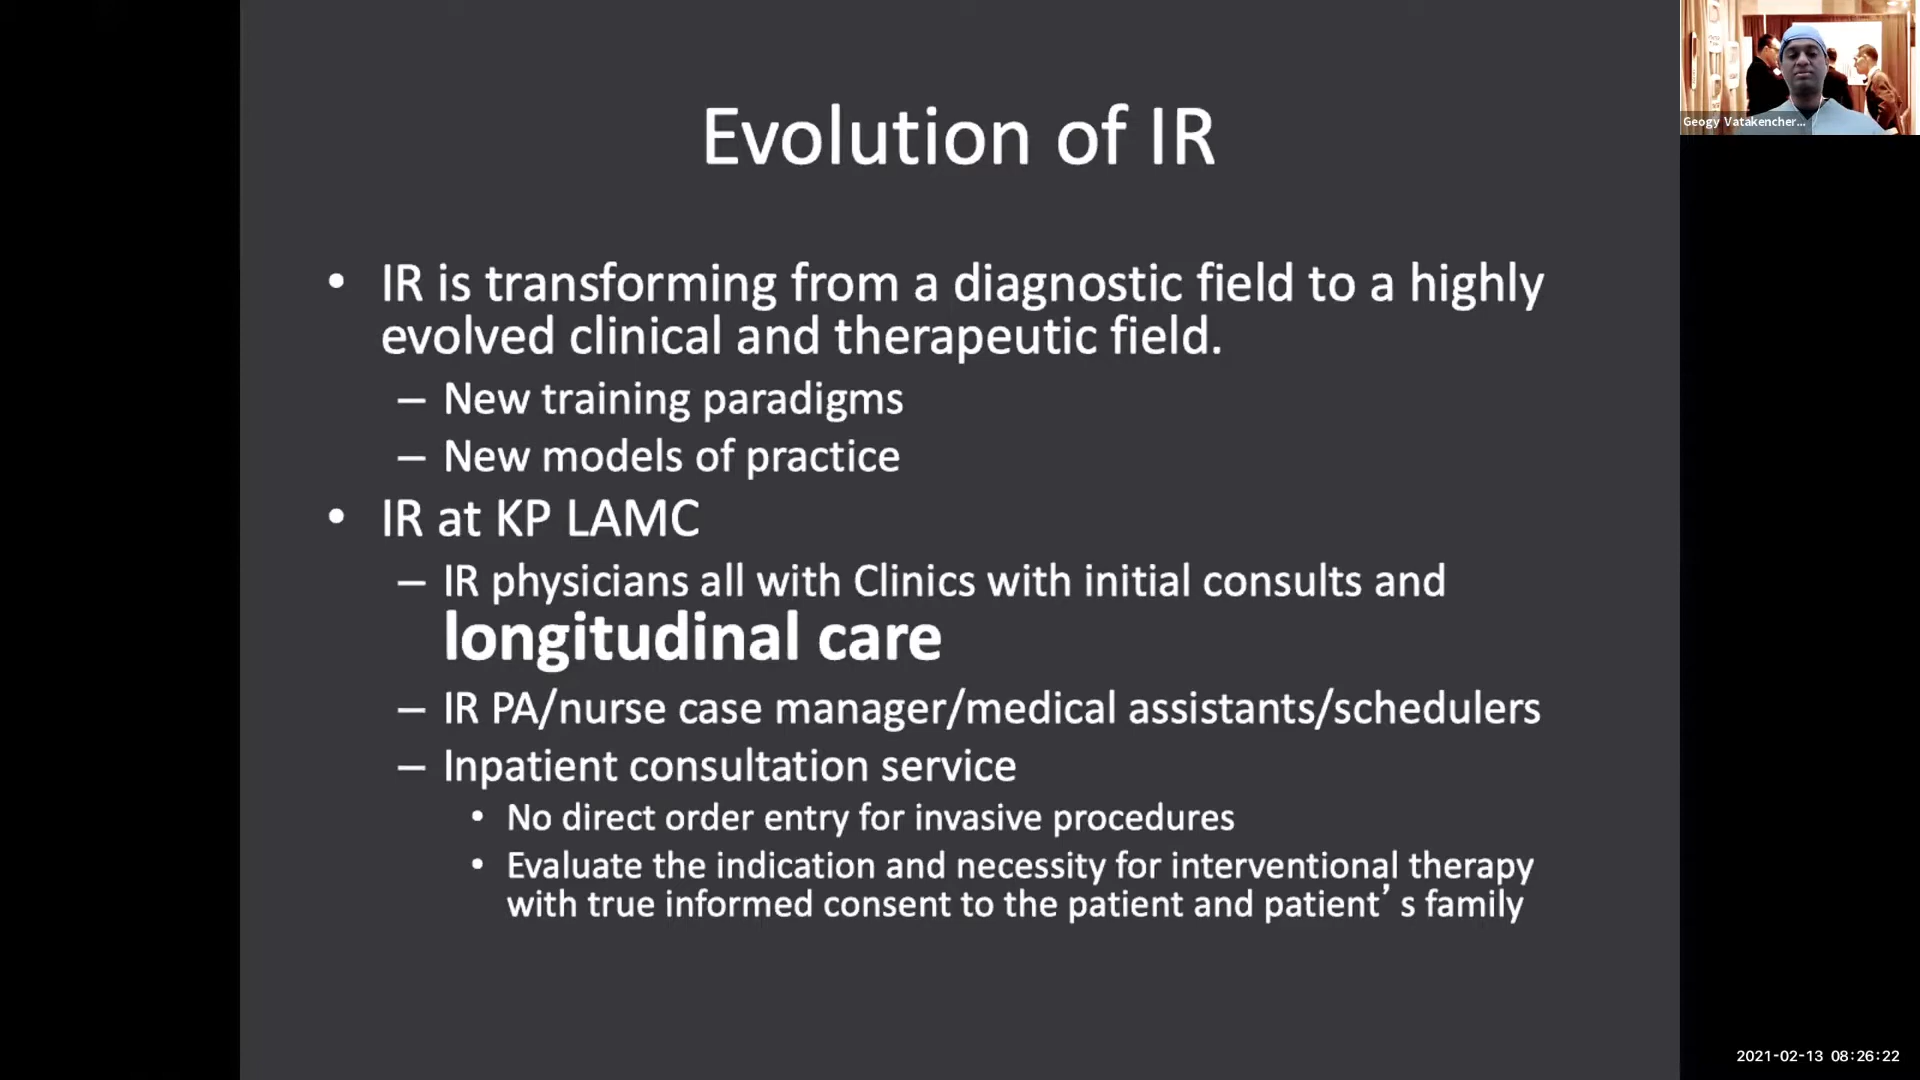 Evolution of IR
Geogy Vatakencher...
• IR is transforming from a diagnostic field to a highly
evolved clinical and therapeutic field.
– New training paradigms
– New models of practice
• IR at KP LAMC
– IR physicians all with Clinics with initial consults and
longitudinal care
– IR PA/nurse case manager/medical assistants/schedulers
– Inpatient consultation service
• No direct order entry for invasive procedures
• Evaluate the indication and necessity for interventional therapy
with true informed consent to the patient and patient’ s family
2021-02-13 08:26:22